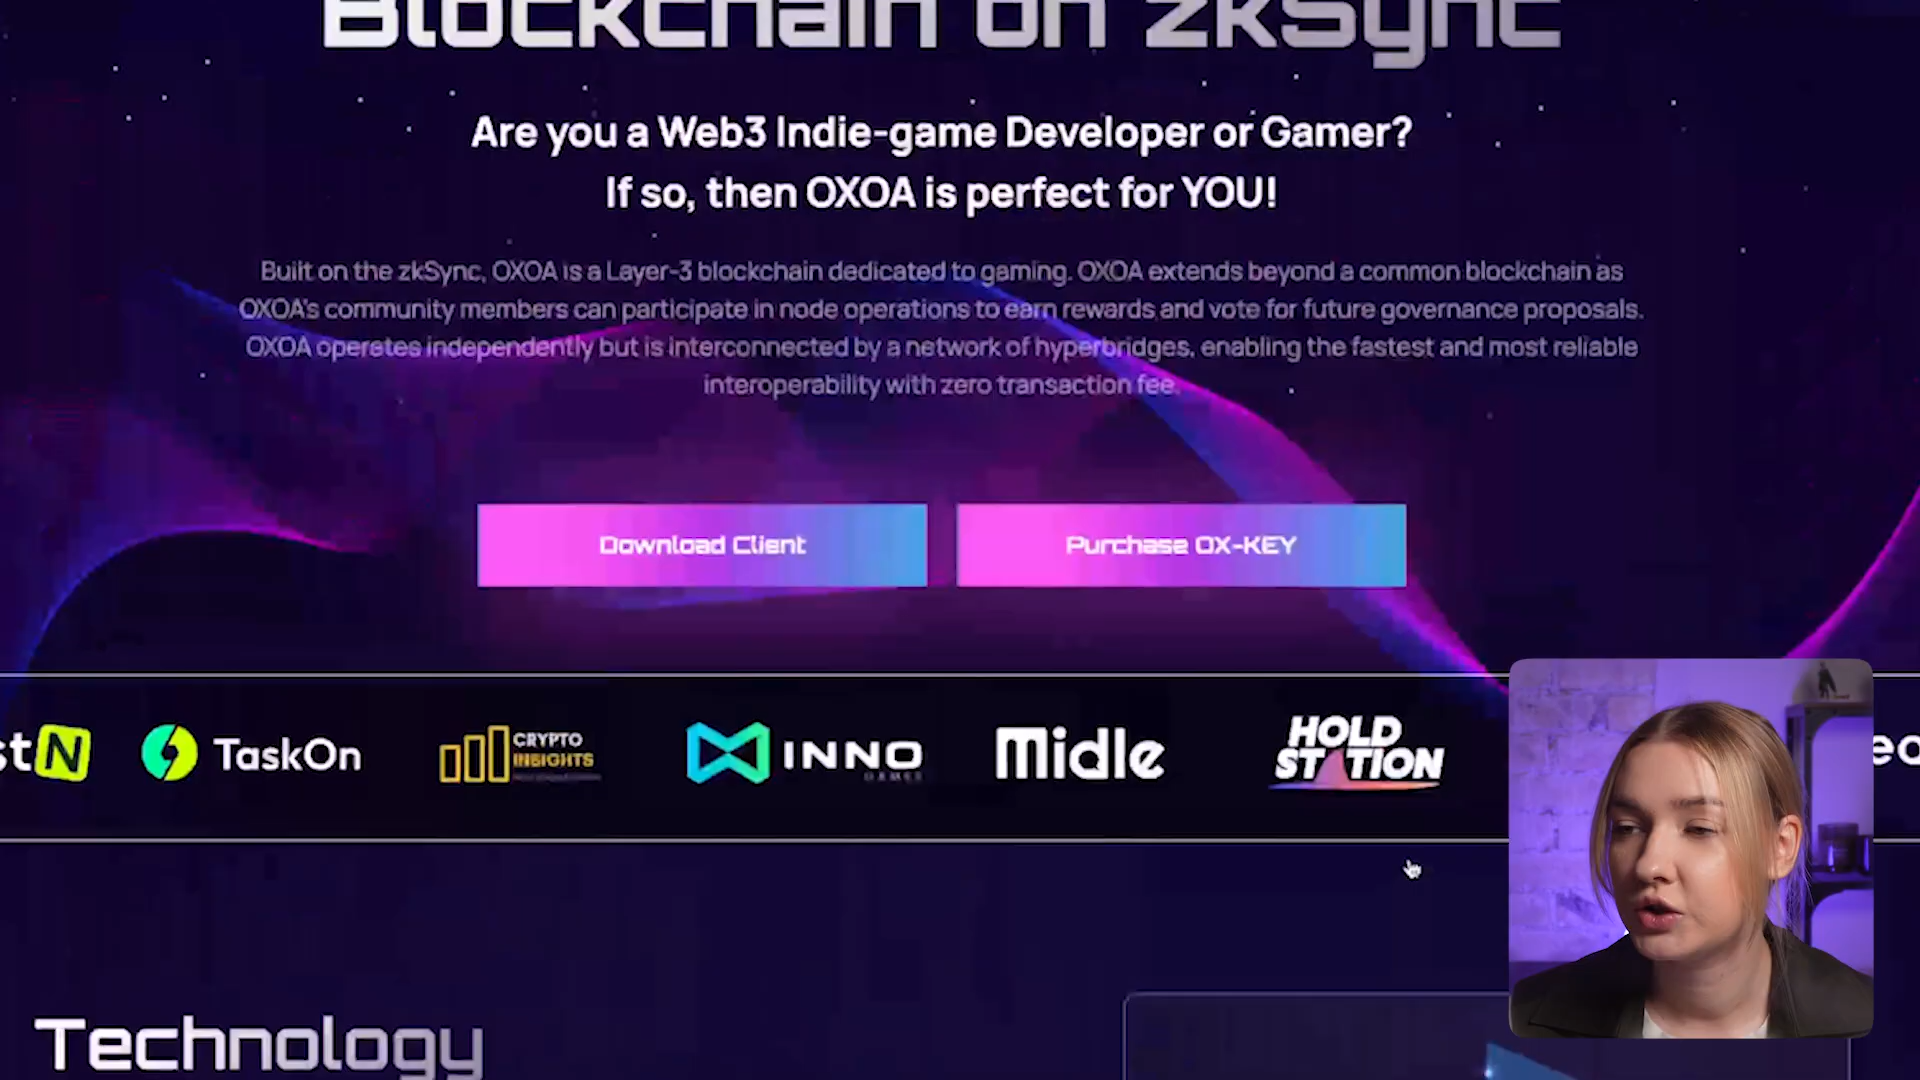 Blockchain on zkSync
Are you a Web3 Indie-game Developer or Gamer?
If so, then OXOA is perfect for YOU!
Built on the zkSync, OXOA is a Layer-3 blockchain dedicated to gaming. OXOA extends beyond a common blockchain as
OXOA's community members can participate in node operations to earn rewards and vote for future governance proposals.
OXOA operates independently but is interconnected by a network of hyperbridges, enabling the fastest and most reliable
interoperability with zero transaction fee.
Download Client
Purchase OX-KEY
st N
TaskOn
CRYPTO
INSIGHTS
INNO
GAMES
Midle
HOLD
STATION
Technology